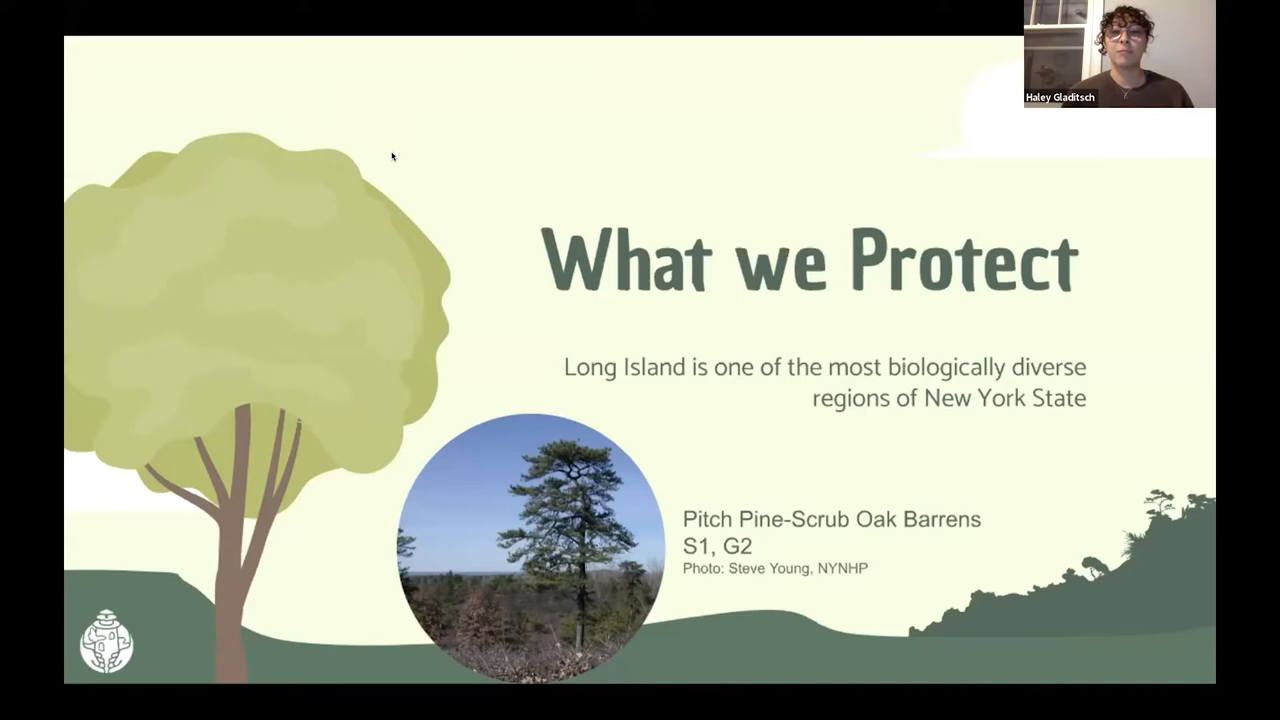 Haley Gladitsch
What we Protect
Long Island is one of the most biologically diverse
regions of New York State
Pitch Pine-Scrub Oak Barrens
S1, G2
Photo: Steve Young, NYNHP